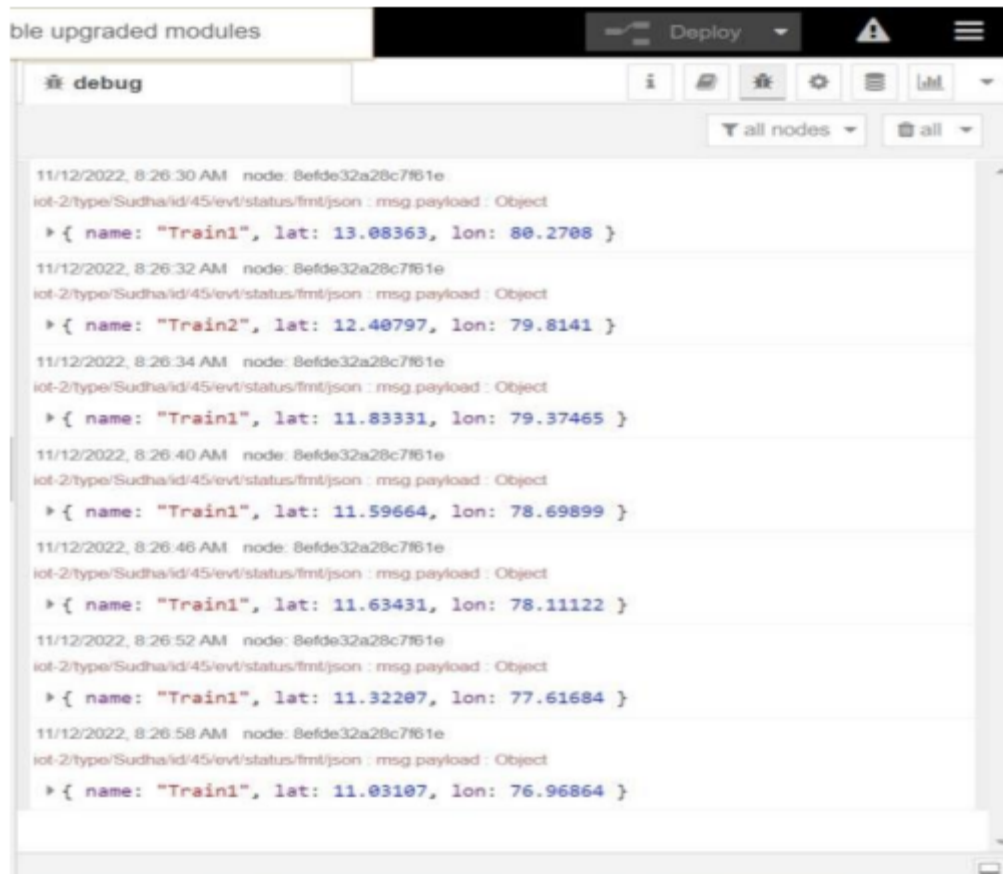 ble upgraded modules
Deploy
debug
i
all nodes
all
11/12/2022, 8:26:30 AM node: 8efde32a28c7f61e
iot-2/type/Sudha/id/45/evt/status/fmt/json : msg.payload : Object
{ name: "Train1", lat: 13.08363, lon: 80.2708 }
11/12/2022, 8:26:32 AM node: 8efde32a28c7f61e
iot-2/type/Sudha/id/45/evt/status/fmt/json : msg.payload : Object
{ name: "Train2", lat: 12.40797, lon: 79.8141 }
11/12/2022, 8:26:34 AM node: 8efde32a28c7f61e
iot-2/type/Sudha/id/45/evt/status/fmt/json : msg.payload : Object
{ name: "Train1", lat: 11.83331, lon: 79.37465 }
11/12/2022, 8:26:40 AM node: 8efde32a28c7f61e
iot-2/type/Sudha/id/45/evt/status/fmt/json : msg.payload : Object
{ name: "Train1", lat: 11.59664, lon: 78.69899 }
11/12/2022, 8:26:46 AM node: 8efde32a28c7f61e
iot-2/type/Sudha/id/45/evt/status/fmt/json : msg.payload : Object
{ name: "Train1", lat: 11.63431, lon: 78.11122 }
11/12/2022, 8:26:52 AM node: 8efde32a28c7f61e
iot-2/type/Sudha/id/45/evt/status/fmt/json : msg.payload : Object
{ name: "Train1", lat: 11.32207, lon: 77.61684 }
11/12/2022, 8:26:58 AM node: 8efde32a28c7f61e
iot-2/type/Sudha/id/45/evt/status/fmt/json : msg.payload : Object
{ name: "Train1", lat: 11.03107, lon: 76.96864 }